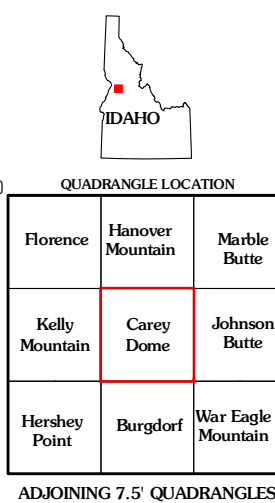 IDAHO
QUADRANGLE LOCATION
Florence
Hanover
Mountain
Marble
Butte
Kelly
Mountain
Carey
Dome
Johnson
Butte
Hershey
Point
Burgdorf
War Eagle
Mountain
ADJOINING 7.5' QUADRANGLES